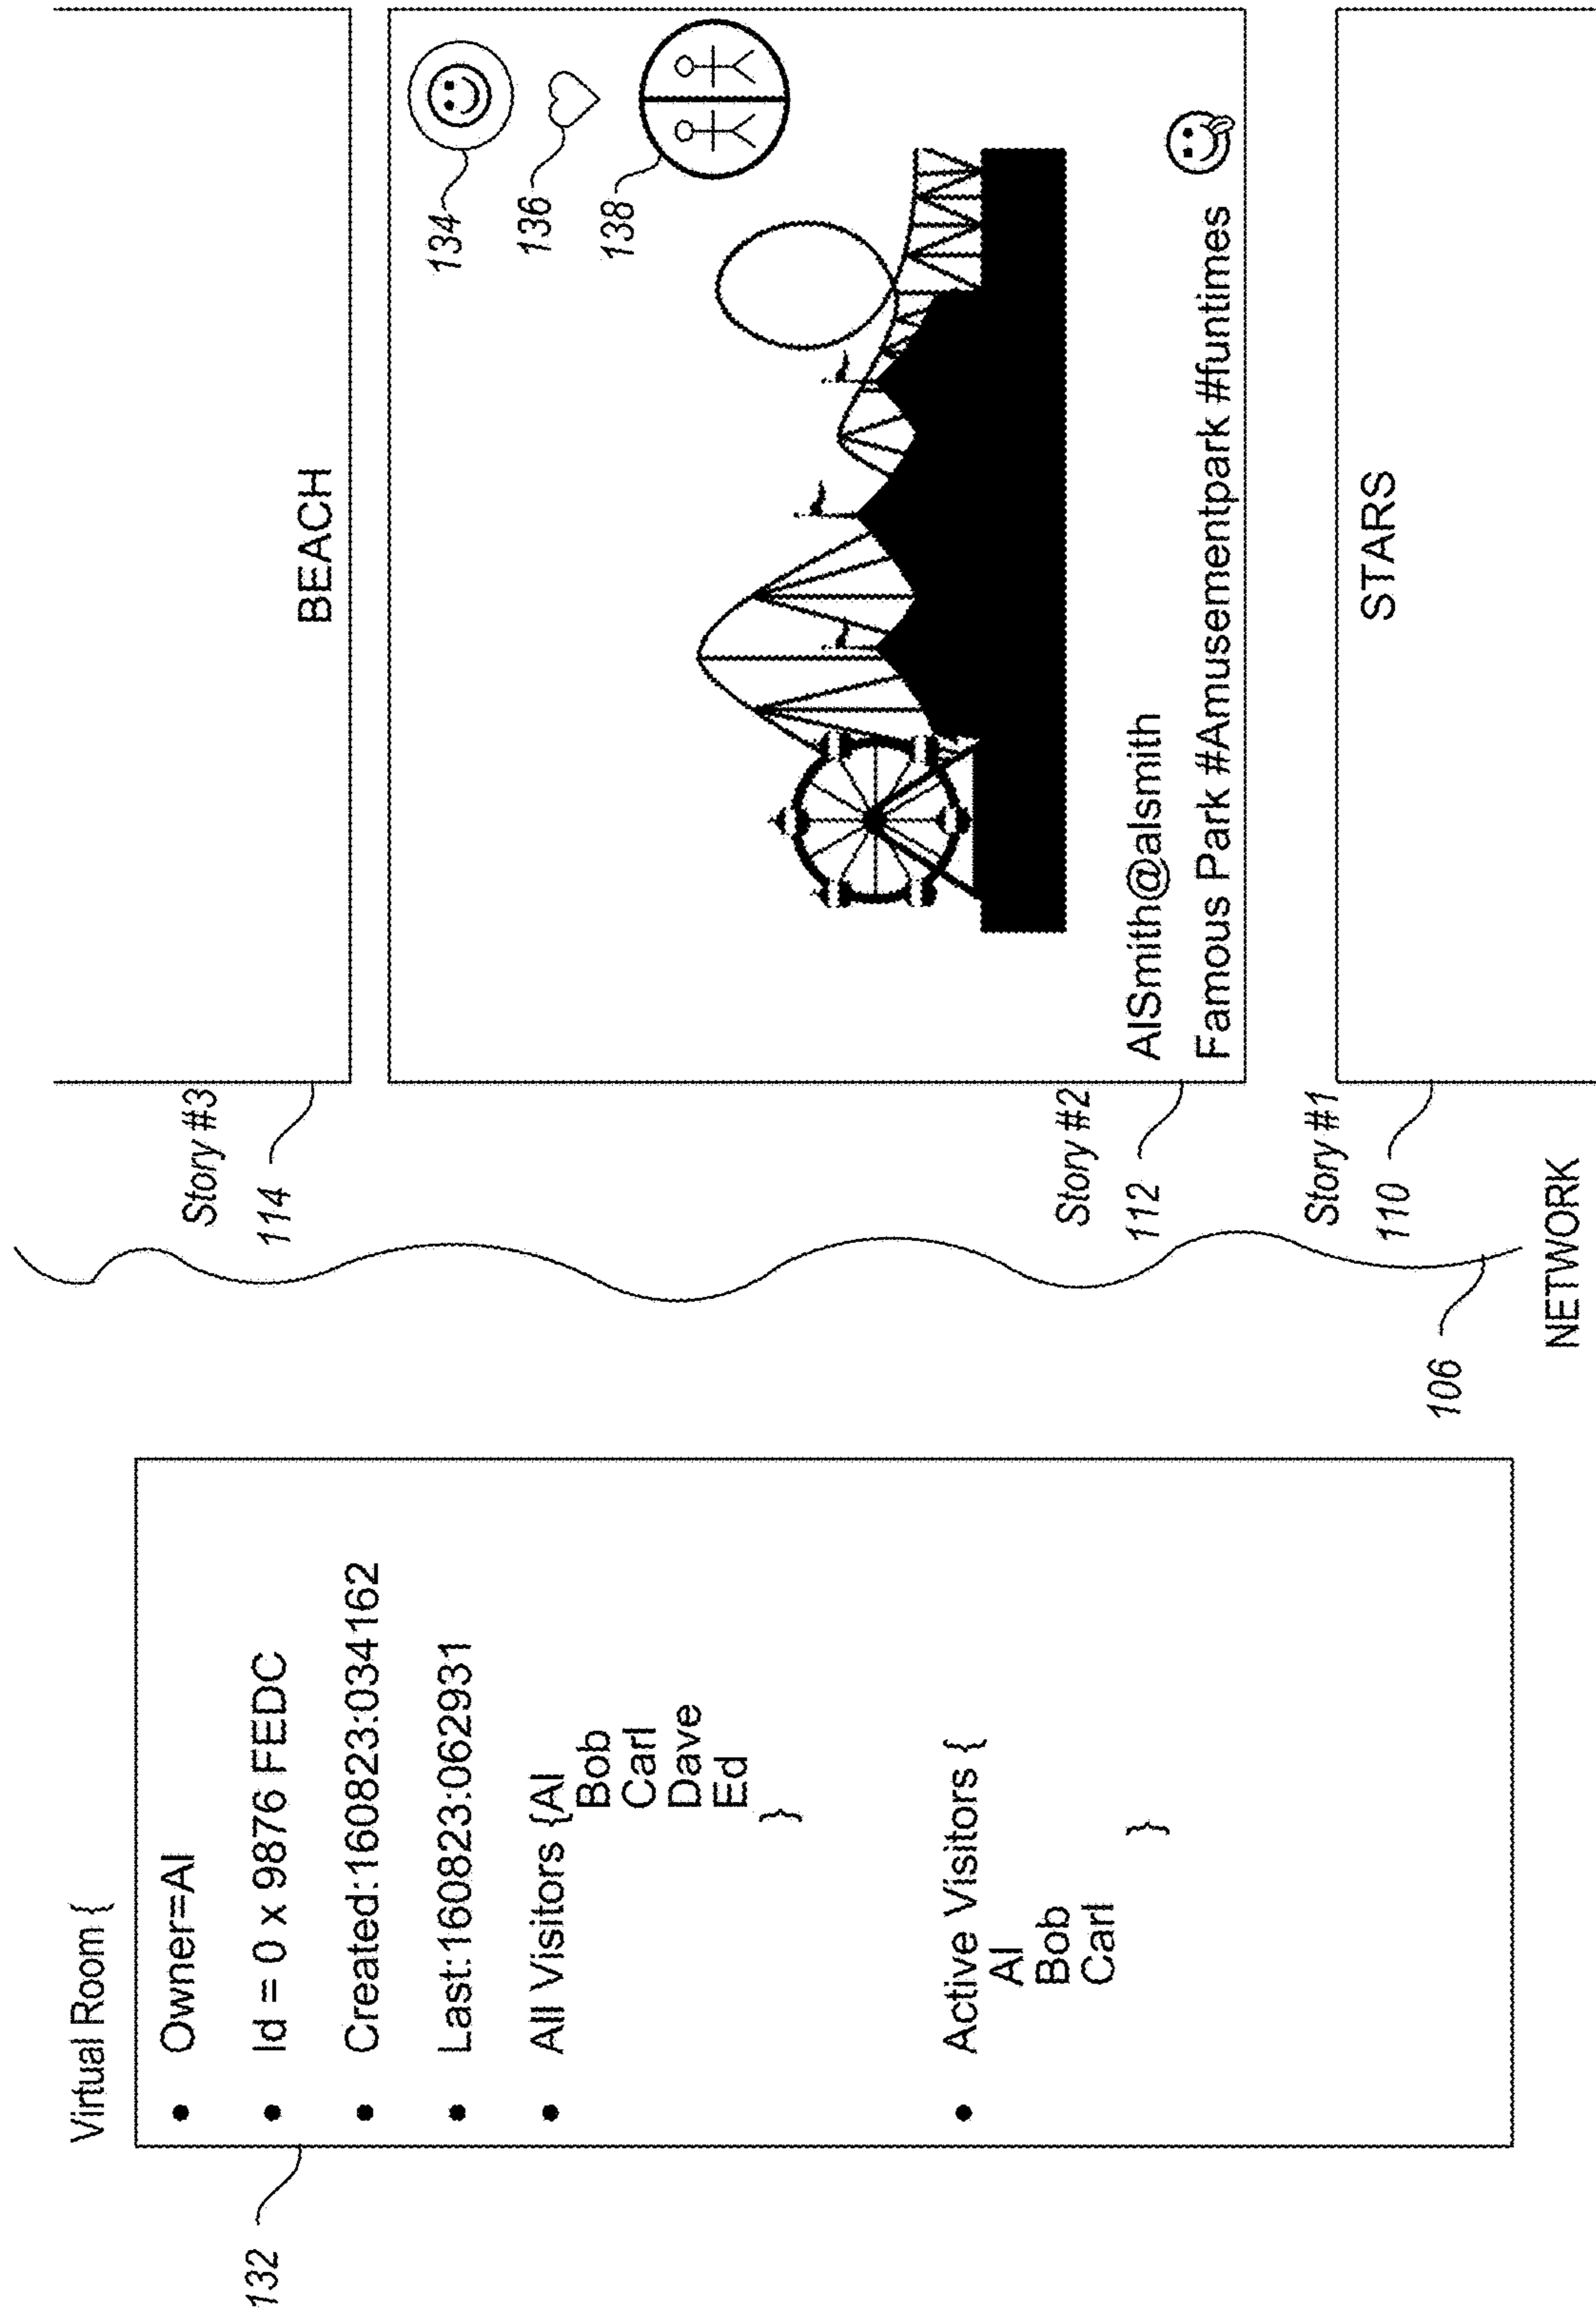 Virtual Room {
132
• Owner=Al
• Id = 0 x 9876 FEDC
• Created:160823:034162
• Last:160823:062931
• All Visitors {Al
Bob
Carl
Dave
Ed
}
• Active Visitors {
Al
Bob
Carl
}
106
NETWORK
Story #3
114
BEACH
134
136
138
Story #2
112
AlSmith@alsmith
Famous Park #Amusementpark #funtimes
Story #1
110
STARS